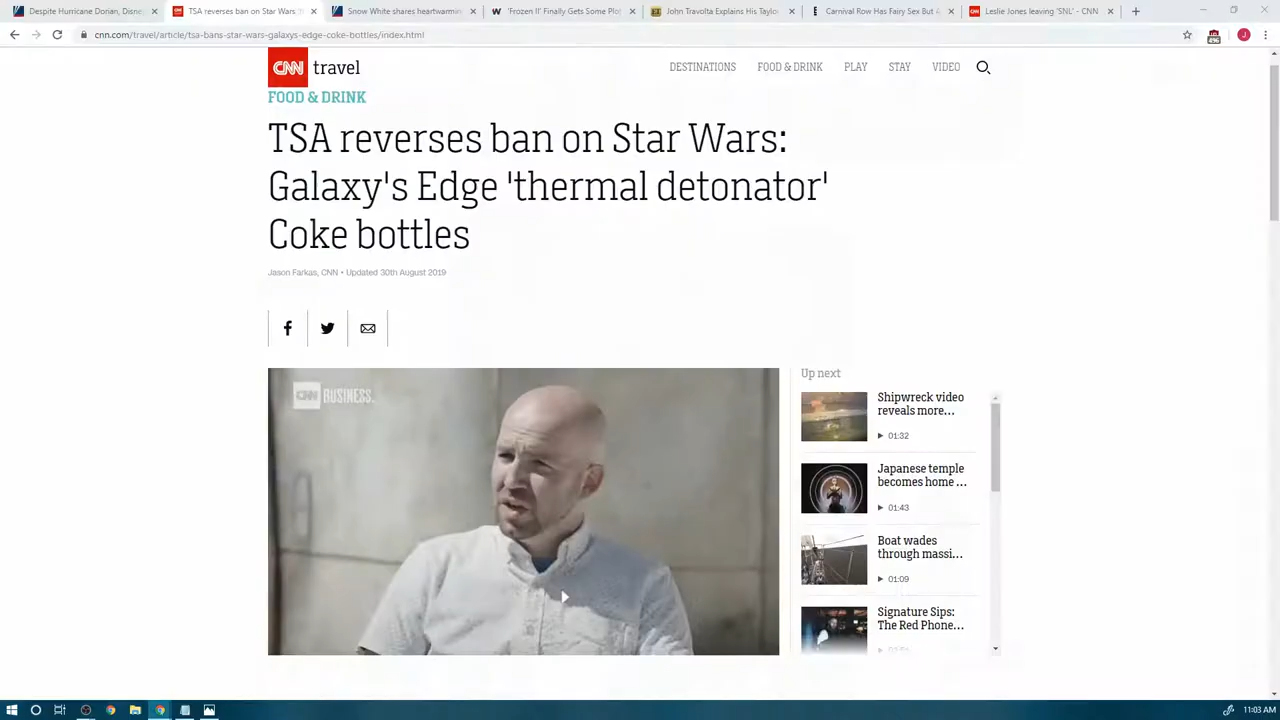 Despite Hurricane Dorian, Disne
TSA reverses ban on Star Wars: t
Snow White shares heartwarmin
'Frozen II' Finally Gets Some Plo
John Travolta Explains His Taylor
Carnival Row Has Fairy Sex But A
Leslie Jones leaving 'SNL' - CNN
cnn.com/travel/article/tsa-bans-star-wars-galaxys-edge-coke-bottles/index.html
CNN travel
DESTINATIONS FOOD & DRINK PLAY STAY VIDEO
FOOD & DRINK
TSA reverses ban on Star Wars:
Galaxy's Edge 'thermal detonator'
Coke bottles
Jason Farkas, CNN • Updated 30th August 2019
CNN BUSINESS.
Up next
Shipwreck video
reveals more...
01:32
Japanese temple
becomes home ...
01:43
Boat wades
through massi...
01:09
Signature Sips:
The Red Phone...
11:03 AM